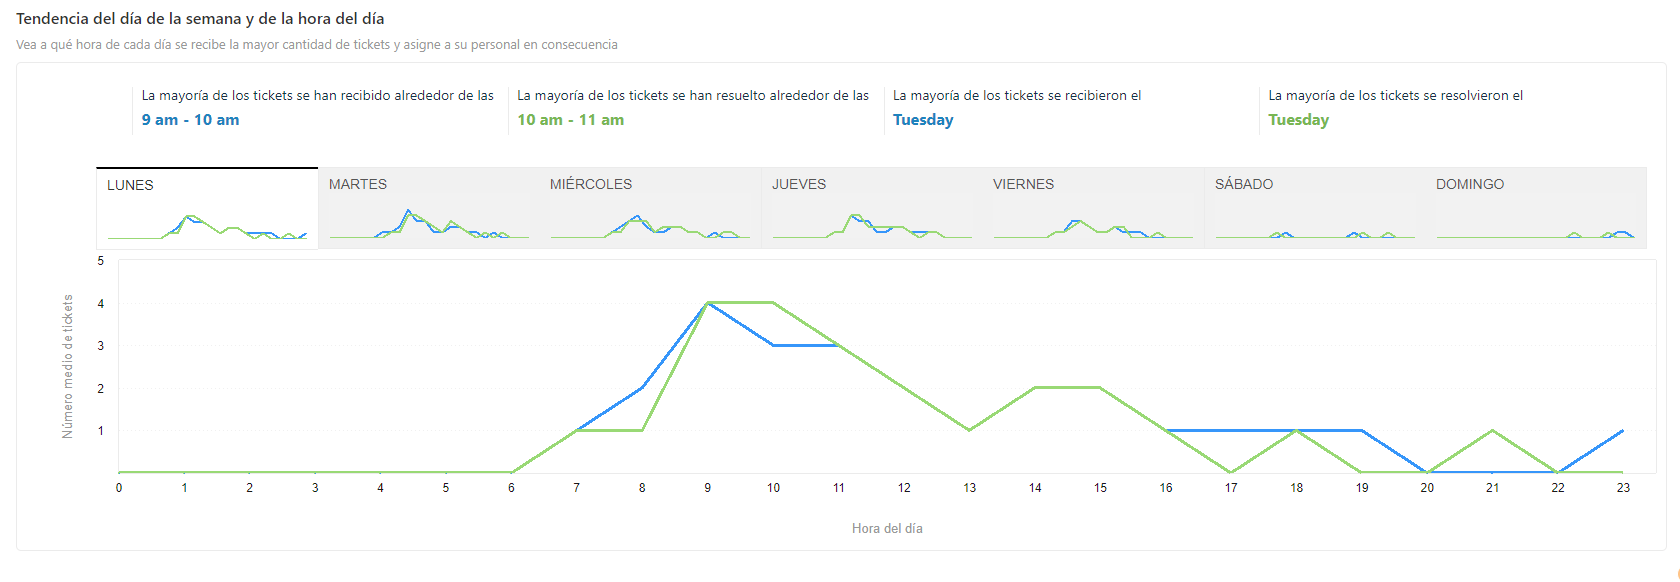 Tendencia del día de la semana y de la hora del día
Vea a qué hora de cada día se recibe la mayor cantidad de tickets y asigne a su personal en consecuencia
La mayoría de los tickets se han recibido alrededor de las
9 am - 10 am
La mayoría de los tickets se han resuelto alrededor de las
10 am - 11 am
La mayoría de los tickets se recibieron el
Tuesday
La mayoría de los tickets se resolvieron el
Tuesday
LUNES
MARTES
MIÉRCOLES
JUEVES
VIERNES
SÁBADO
DOMINGO
Número medio de tickets
5
4
3
2
1
0 1 2 3 4 5 6 7 8 9 10 11 12 13 14 15 16 17 18 19 20 21 22 23
Hora del día